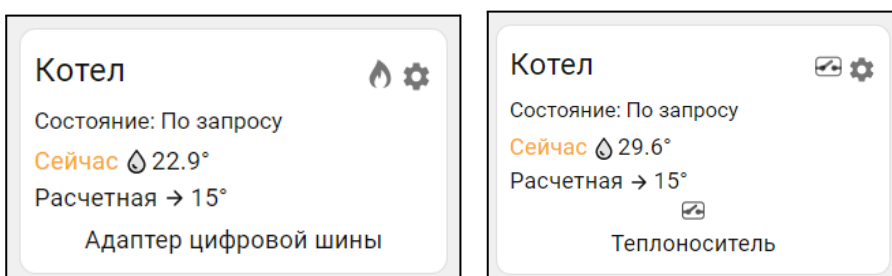 Котел
Состояние: По запросу
Сейчас 22.9°
Расчетная → 15°
Адаптер цифровой шины
Котел
Состояние: По запросу
Сейчас 29.6°
Расчетная → 15°
Теплоноситель